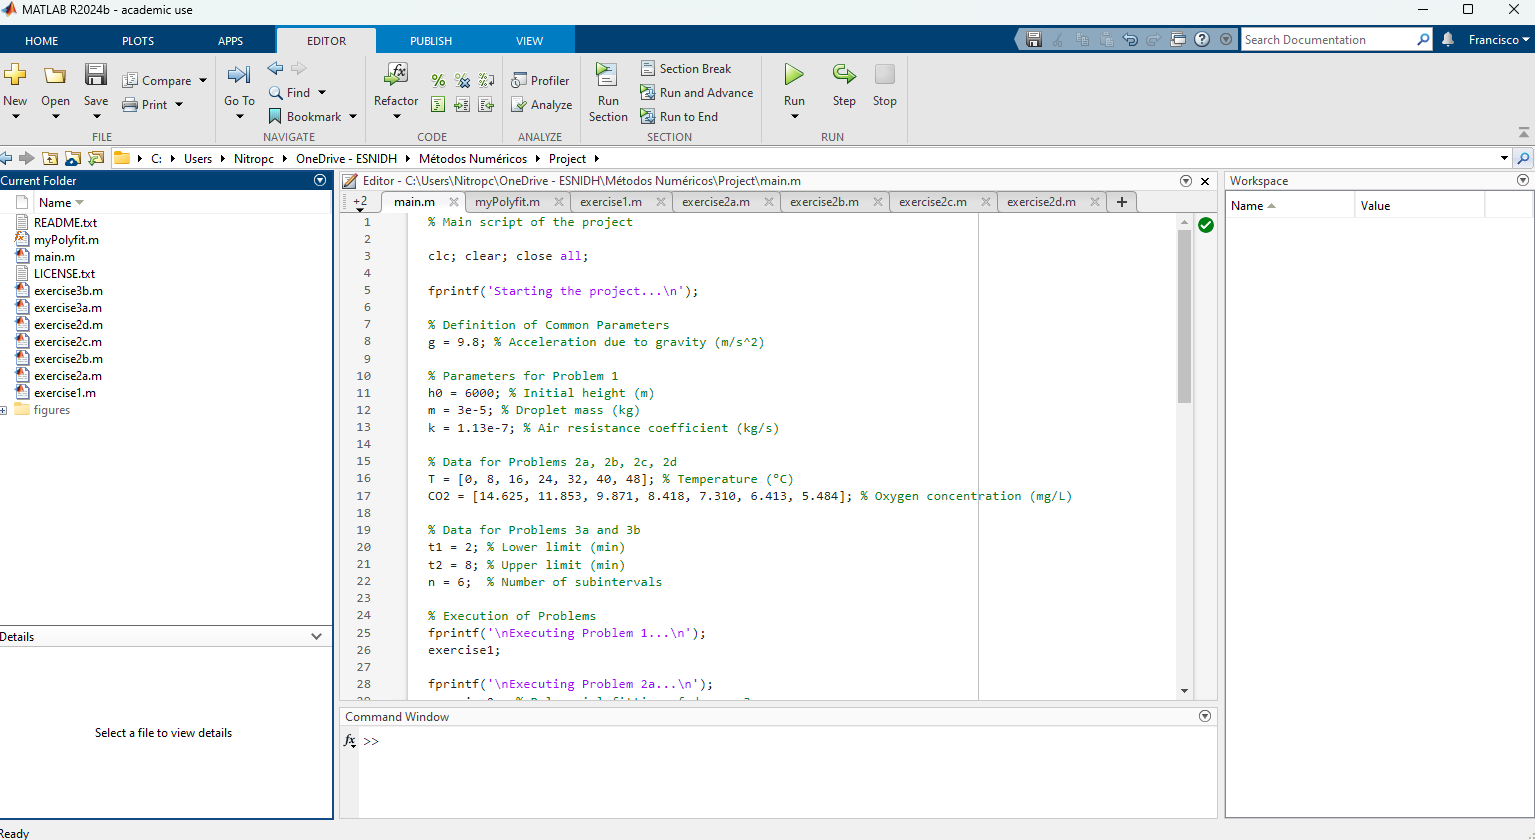 MATLAB R2024b - academic use
HOME PLOTS APPS EDITOR PUBLISH VIEW Search Documentation Francisco
New Open Save Compare Print FILE
Go To Find Bookmark NAVIGATE
Refactor CODE
Profiler Analyze ANALYZE
Run Section Section Break Run and Advance Run to End SECTION
Run Step Stop RUN
C: Users Nitropc OneDrive - ESNIDH Métodos Numéricos Project
Current Folder
Name
README.txt
myPolyfit.m
main.m
LICENSE.txt
exercise3b.m
exercise3a.m
exercise2d.m
exercise2c.m
exercise2b.m
exercise2a.m
exercise1.m
figures
Details
Select a file to view details
Editor - C:\Users\Nitropc\OneDrive - ESNIDH\Métodos Numéricos\Project\main.m
+2 main.m myPolyfit.m exercise1.m exercise2a.m exercise2b.m exercise2c.m exercise2d.m +
1 % Main script of the project
2
3 clc; clear; close all;
4
5 fprintf('Starting the project...\n');
6
7 % Definition of Common Parameters
8 g = 9.8; % Acceleration due to gravity (m/s^2)
9
10 % Parameters for Problem 1
11 h0 = 6000; % Initial height (m)
12 m = 3e-5; % Droplet mass (kg)
13 k = 1.13e-7; % Air resistance coefficient (kg/s)
14
15 % Data for Problems 2a, 2b, 2c, 2d
16 T = [0, 8, 16, 24, 32, 40, 48]; % Temperature (°C)
17 CO2 = [14.625, 11.853, 9.871, 8.418, 7.310, 6.413, 5.484]; % Oxygen concentration (mg/L)
18
19 % Data for Problems 3a and 3b
20 t1 = 2; % Lower limit (min)
21 t2 = 8; % Upper limit (min)
22 n = 6;  % Number of subintervals
23
24 % Execution of Problems
25 fprintf('\nExecuting Problem 1...\n');
26 exercise1;
27
28 fprintf('\nExecuting Problem 2a...\n');
Command Window
fx >>
Workspace
Name Value
Ready